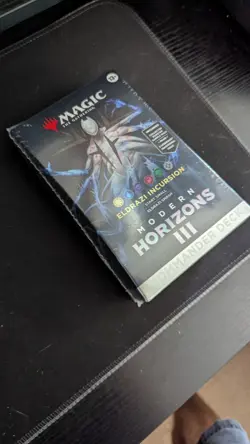 13+
MAGIC
THE GATHERING
ELDRAZI INCURSION
MODERN
HORIZONS
III
COMMANDER DECK